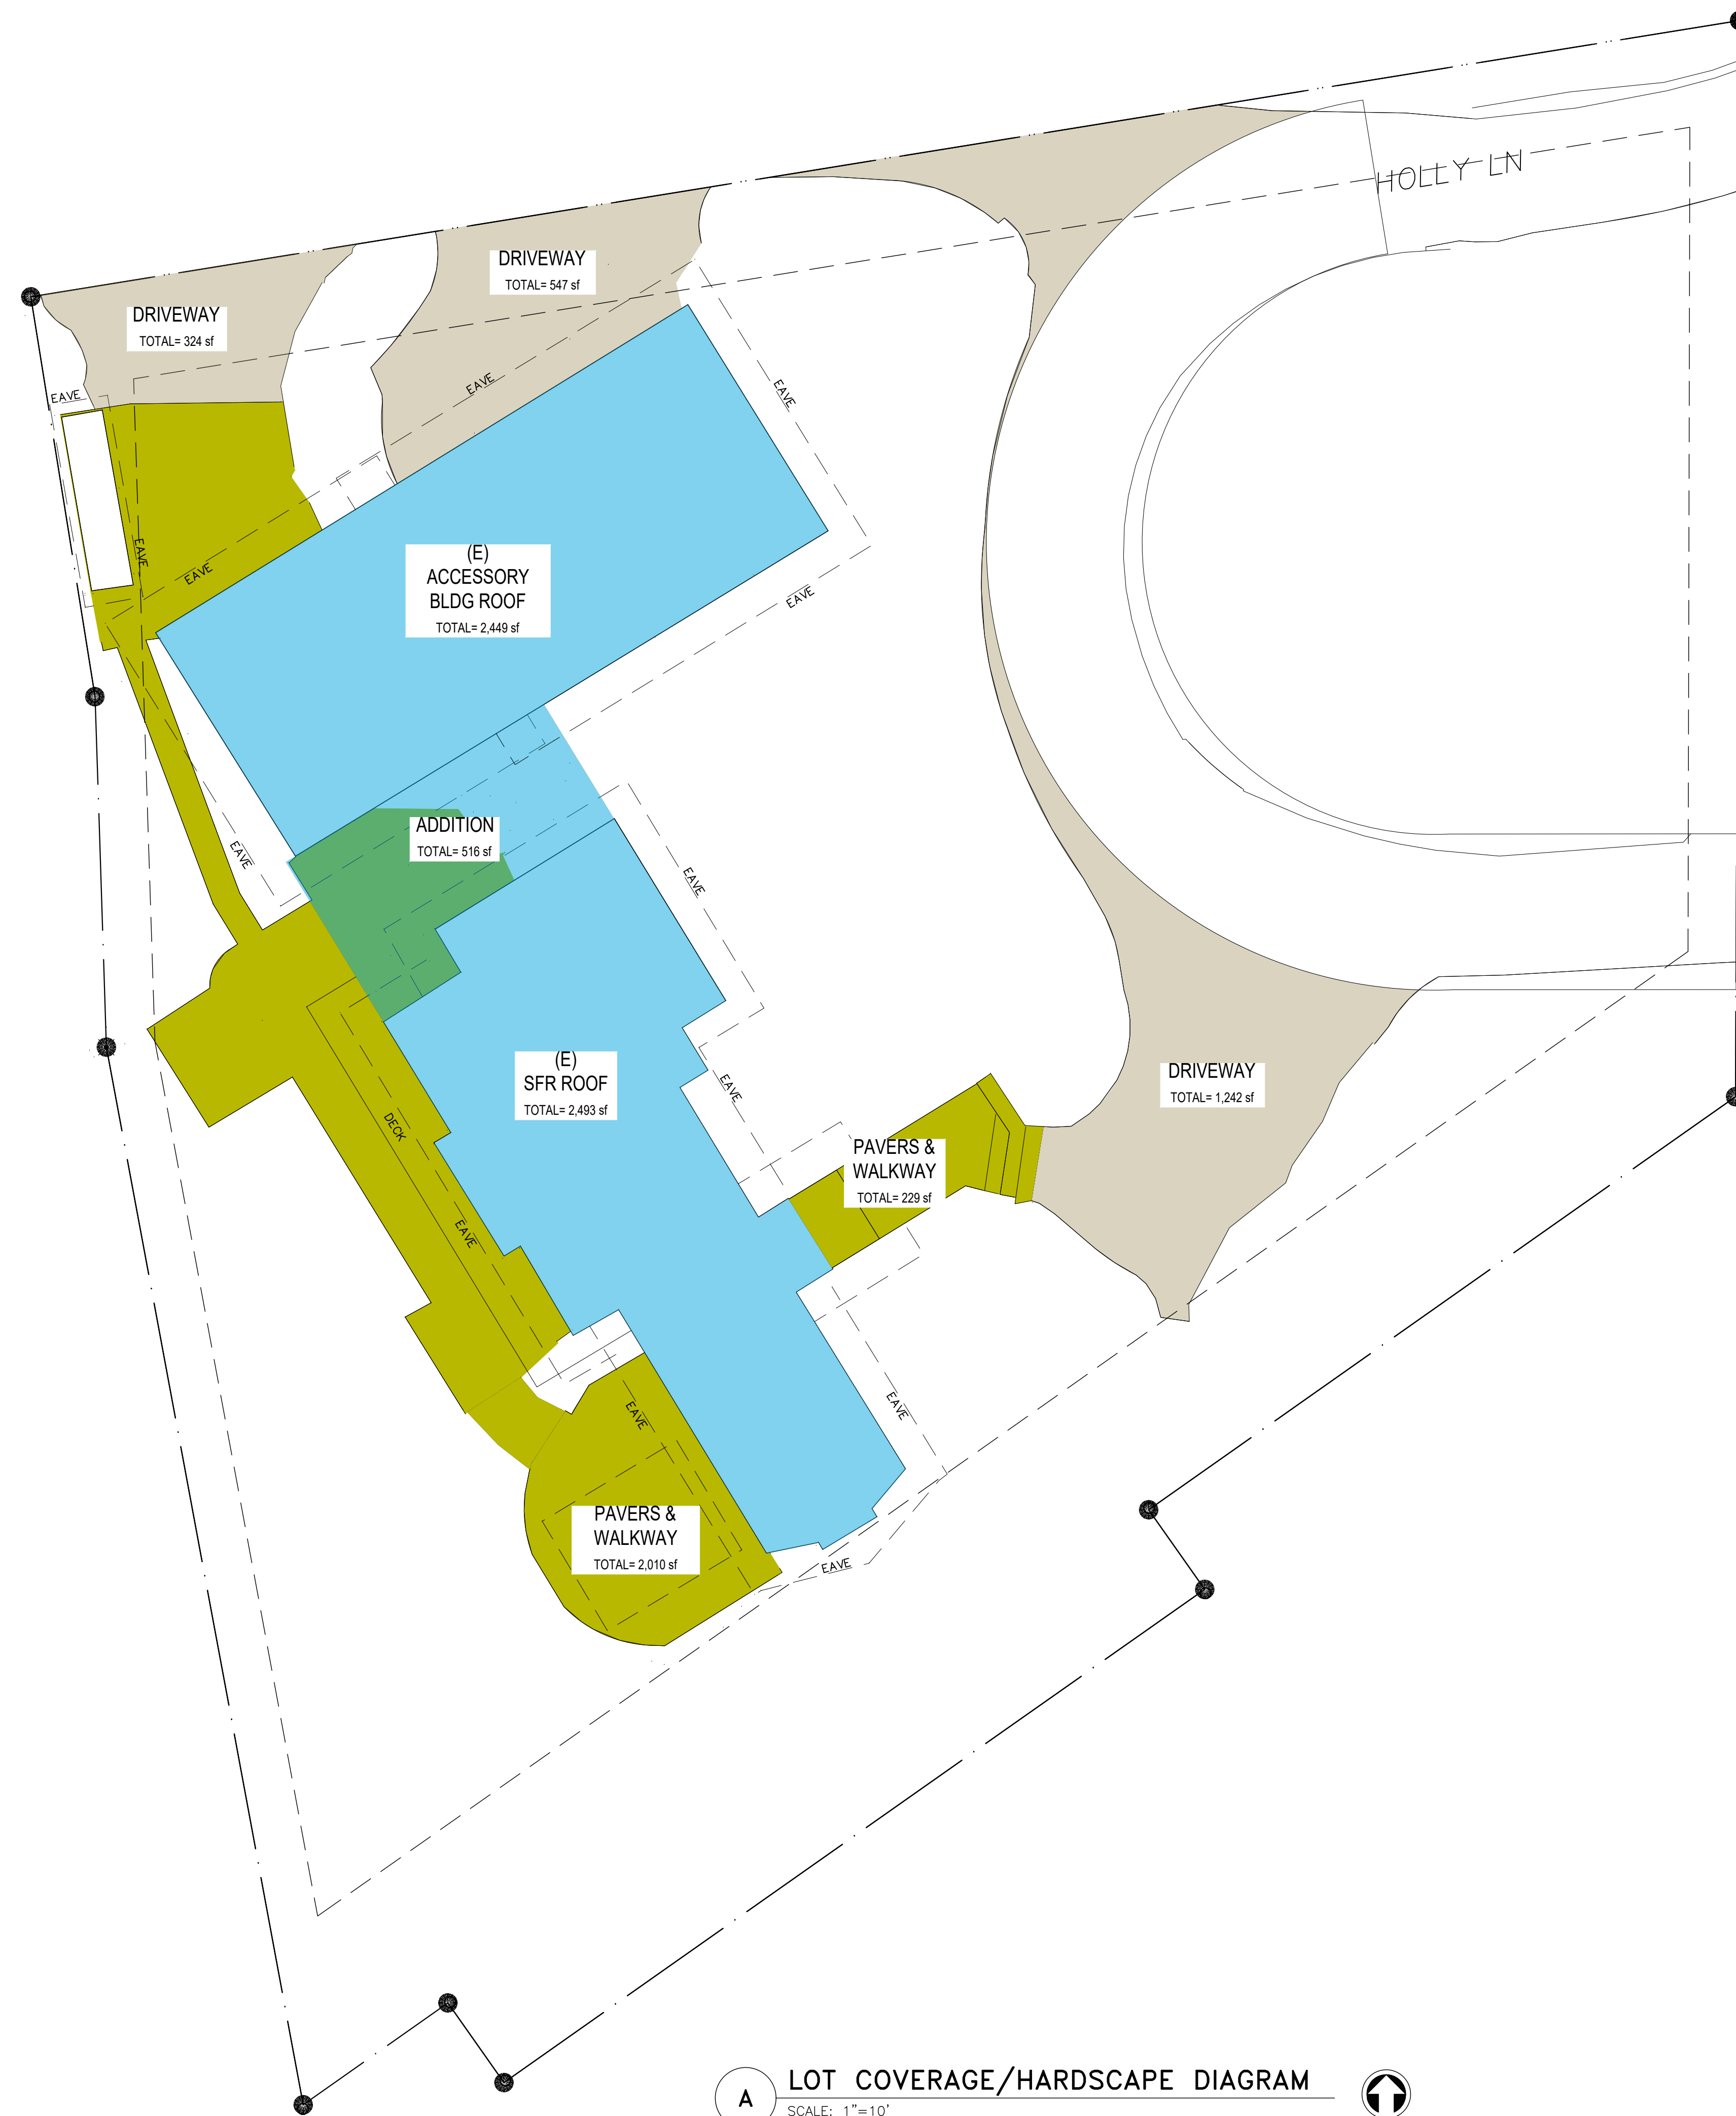 HOLLY LN
DRIVEWAY
TOTAL= 547 sf
DRIVEWAY
TOTAL= 324 sf
EAVE
EAVE
EAVE
EAVE
EAVE
(E)
ACCESSORY
BLDG ROOF
TOTAL= 2,449 sf
EAVE
ADDITION
TOTAL= 516 sf
EAVE
EAVE
(E)
SFR ROOF
TOTAL= 2,493 sf
EAVE
DRIVEWAY
TOTAL= 1,242 sf
DECK
PAVERS &
WALKWAY
TOTAL= 229 sf
EAVE
EAVE
EAVE
PAVERS &
WALKWAY
TOTAL= 2,010 sf
EAVE
A
LOT COVERAGE/HARDSCAPE DIAGRAM
SCALE: 1"=10'